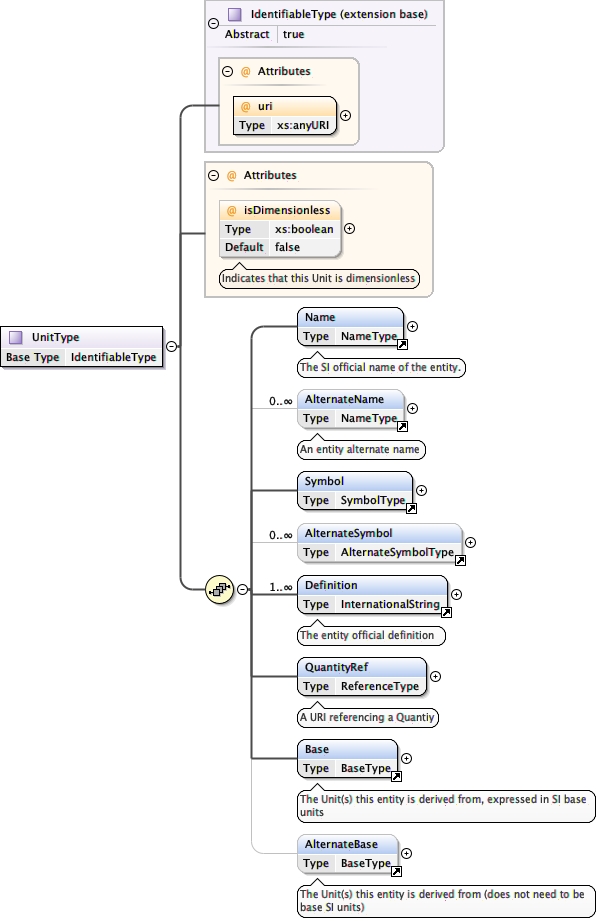 IdentifiableType (extension base)
Abstract true
@ Attributes
@ uri
Type xs:anyURI
@ Attributes
@ isDimensionless
Type xs:boolean
Default false
Indicates that this Unit is dimensionless
UnitType
Base Type IdentifiableType
Name
Type NameType
The SI official name of the entity.
0..∞
AlternateName
Type NameType
An entity alternate name
Symbol
Type SymbolType
0..∞
AlternateSymbol
Type AlternateSymbolType
1..∞
Definition
Type InternationalString
The entity official definition
QuantityRef
Type ReferenceType
A URI referencing a Quantiy
Base
Type BaseType
The Unit(s) this entity is derived from, expressed in SI base
units
AlternateBase
Type BaseType
The Unit(s) this entity is derived from (does not need to be
base SI units)